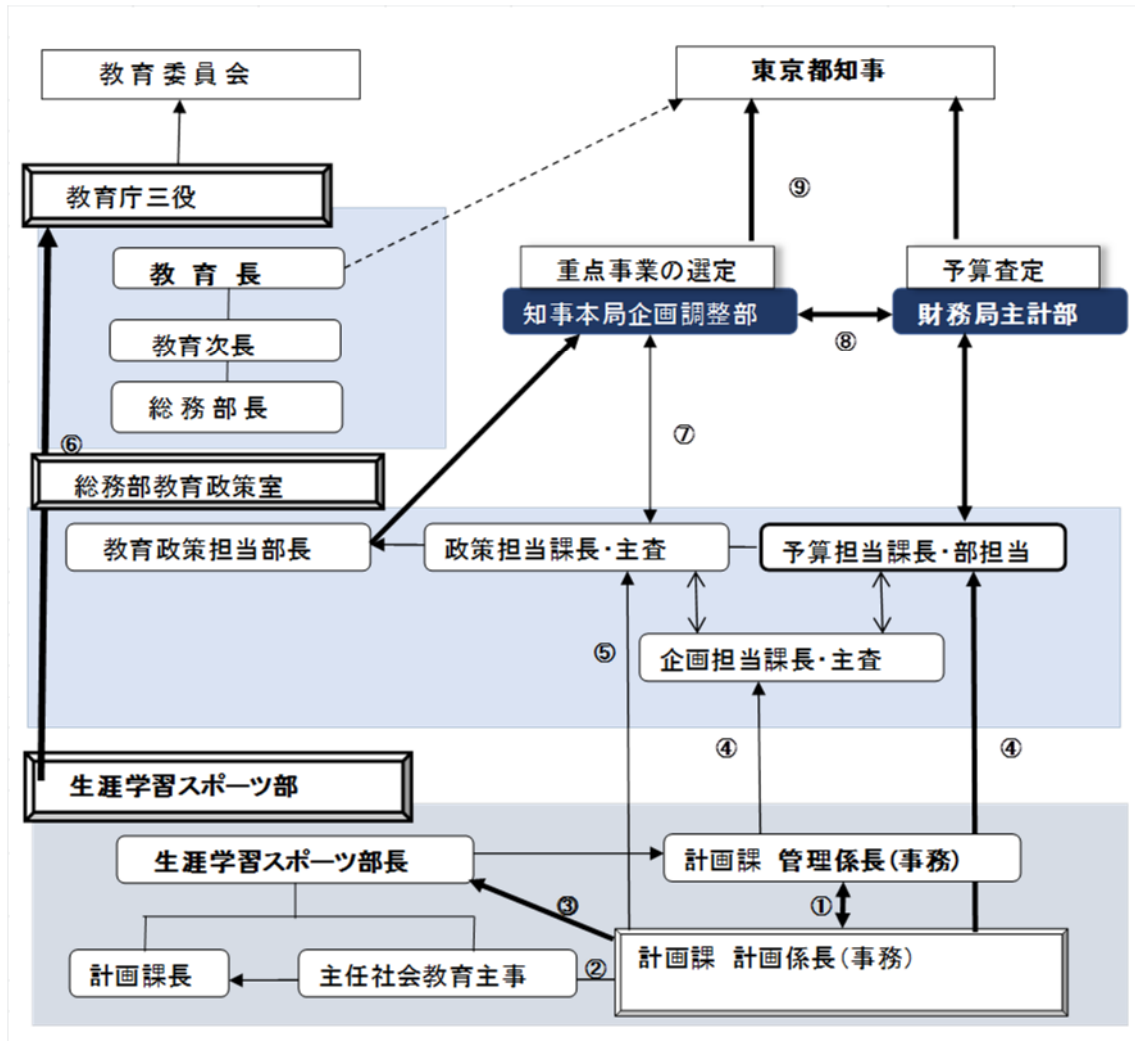 教育委員会
東京都知事
教育庁三役
⑨
教育長
重点事業の選定
予算査定
知事本局企画調整部
財務局主計部
⑧
教育次長
総務部長
⑥
⑦
総務部教育政策室
教育政策担当部長
政策担当課長・主査
予算担当課長・部担当
⑤
企画担当課長・主査
④
④
生涯学習スポーツ部
生涯学習スポーツ部長
計画課 管理係長(事務)
③
①
計画課長
主任社会教育主事
②
計画課 計画係長(事務)